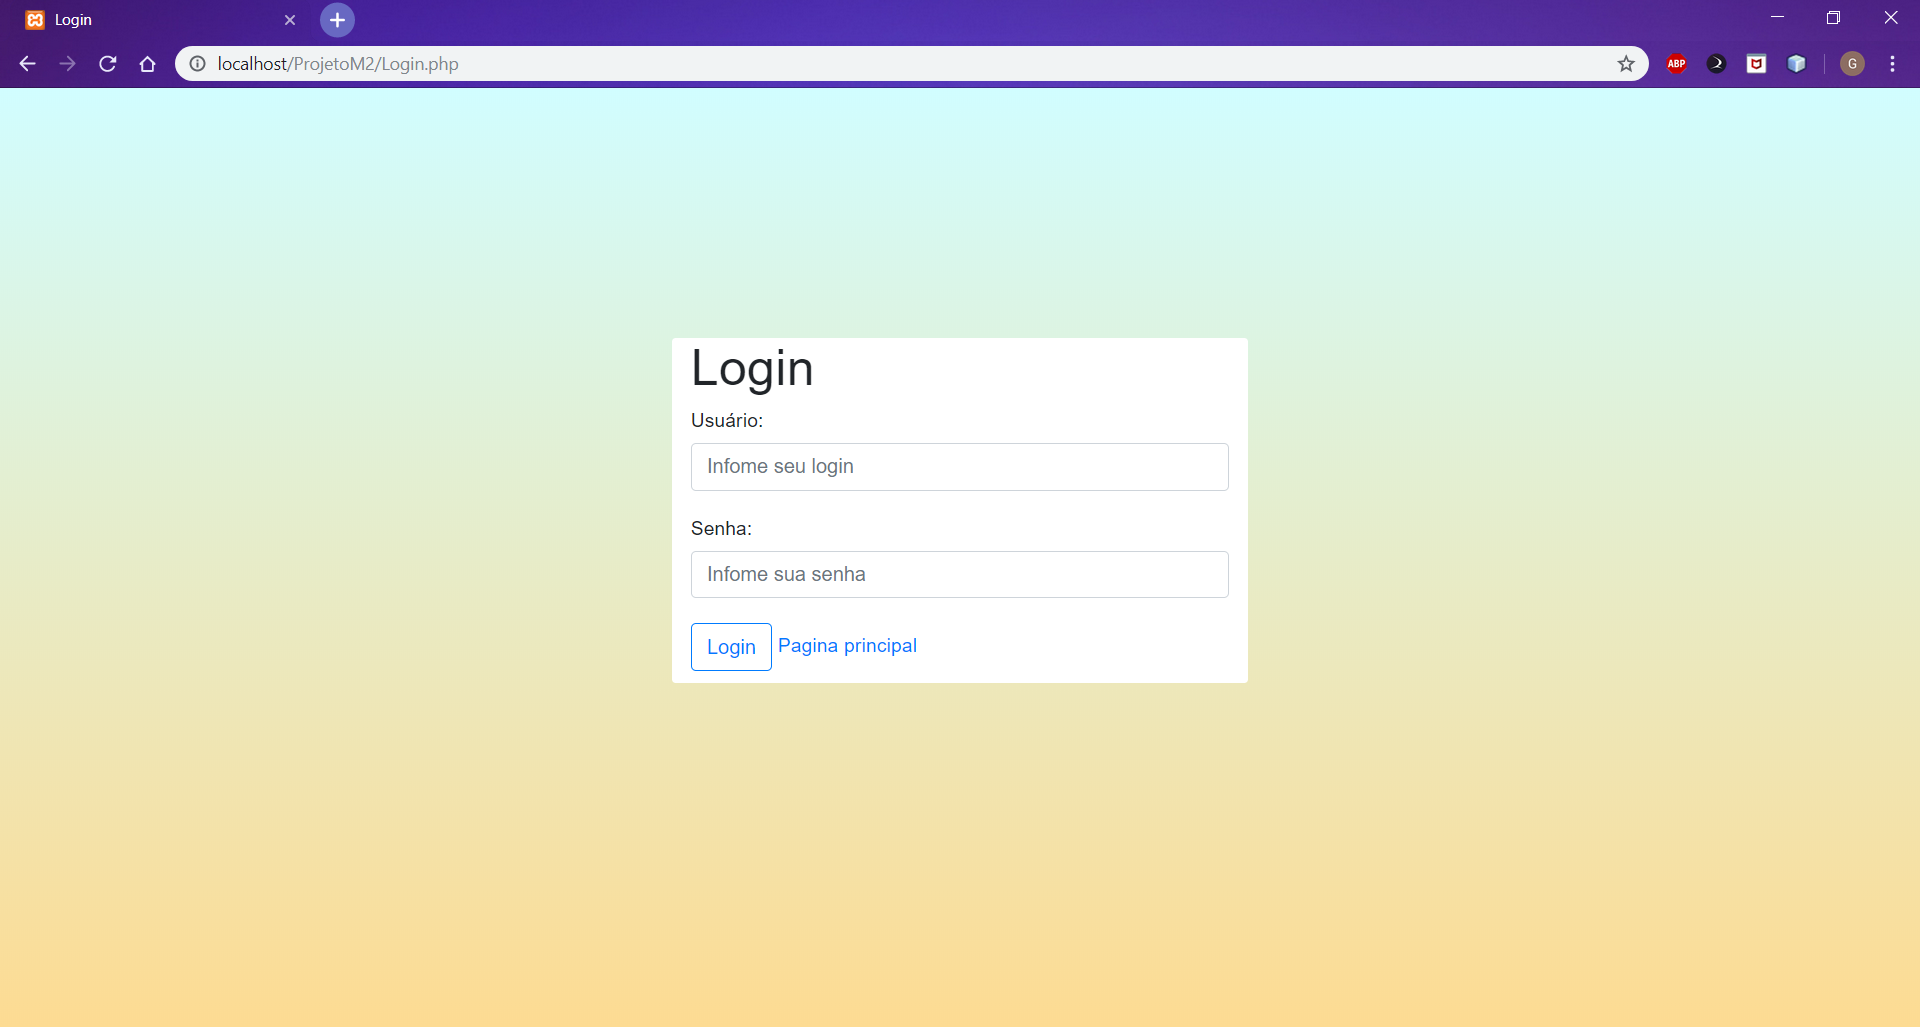 Login
localhost/ProjetoM2/Login.php
ABP
G
Login
Usuário:
Infome seu login
Senha:
Infome sua senha
Login Pagina principal